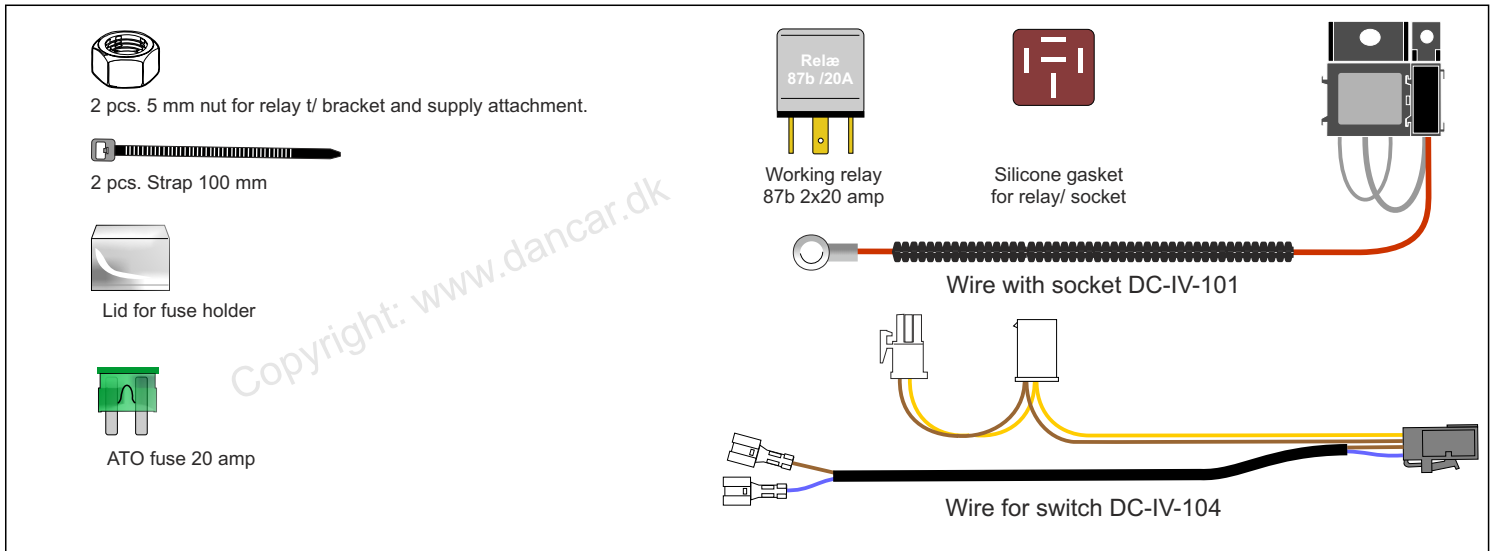 2 pcs. 5 mm nut for relay t/ bracket and supply attachment.
2 pcs. Strap 100 mm
Lid for fuse holder
ATO fuse 20 amp
Copyright: www.dancar.dk
Relæ
87b /20A
Working relay
87b 2x20 amp
Silicone gasket
for relay/ socket
Wire with socket DC-IV-101
Wire for switch DC-IV-104